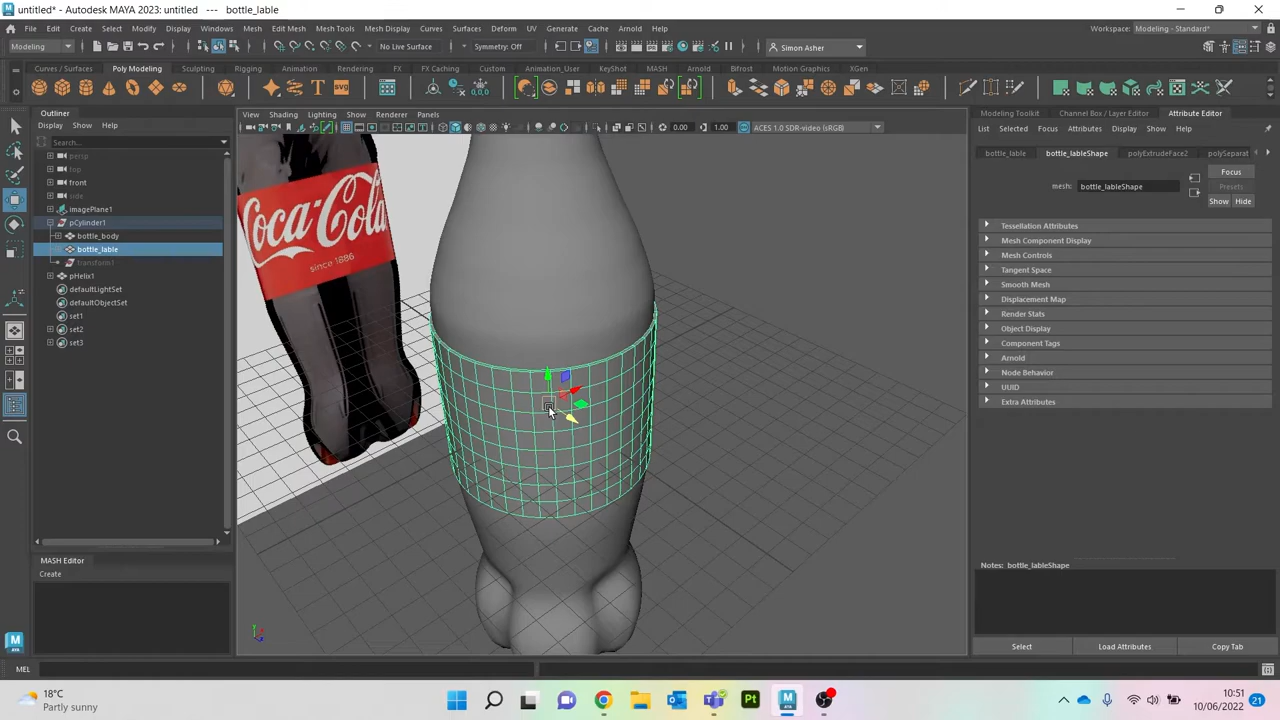 untitled* - Autodesk MAYA 2023: untitled --- bottle_lable
File Edit Create Select Modify Display Windows Mesh Edit Mesh Mesh Tools Mesh Display Curves Surfaces Deform UV Generate Cache Arnold Help
Workspace: Modeling - Standard*
Modeling
No Live Surface
Symmetry: Off
Simon Asher
Curves / Surfaces Poly Modeling Sculpting Rigging Animation Rendering FX FX Caching Custom Animation_User KeyShot MASH Arnold Bifrost Motion Graphics XGen
Outliner
Display Show Help
Search...
persp
top
front
side
imagePlane1
pCylinder1
bottle_body
bottle_lable
transform1
pHelix1
defaultLightSet
defaultObjectSet
set1
set2
set3
MASH Editor
Create
View Shading Lighting Show Renderer Panels
0.00 1.00 ACES 1.0 SDR-video (sRGB)
Coca-Cola
since 1886
Modeling Toolkit Channel Box / Layer Editor Attribute Editor
List Selected Focus Attributes Display Show Help
bottle_lable bottle_lableShape polyExtrudeFace2 polySeparat
mesh: bottle_lableShape
Focus
Presets
Show Hide
Tessellation Attributes
Mesh Component Display
Mesh Controls
Tangent Space
Smooth Mesh
Displacement Map
Render Stats
Object Display
Component Tags
Arnold
Node Behavior
UUID
Extra Attributes
Notes: bottle_lableShape
Select Load Attributes Copy Tab
MEL
18°C
Partly sunny
Pt
10:51
10/06/2022
21